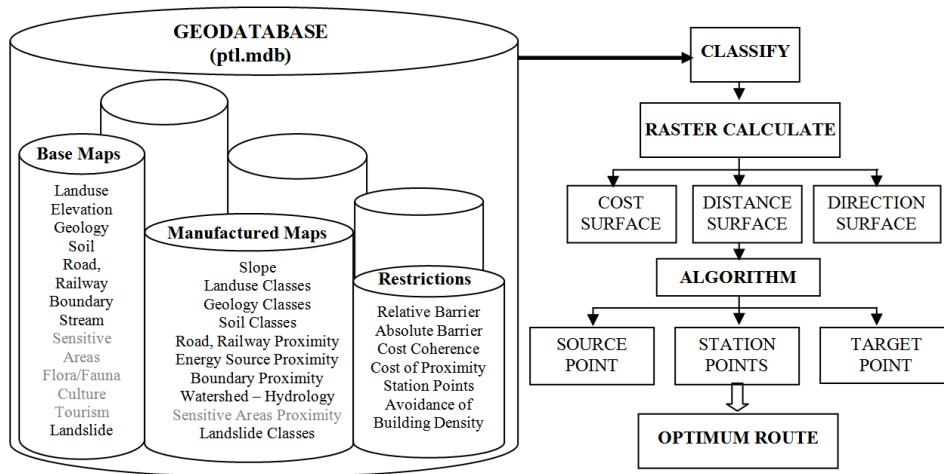 GEODATABASE
(ptl.mdb)
Base Maps
Landuse
Elevation
Geology
Soil
Road,
Railway
Boundary
Stream
Sensitive
Areas
Flora/Fauna
Culture
Tourism
Landslide
Manufactured Maps
Slope
Landuse Classes
Geology Classes
Soil Classes
Road, Railway Proximity
Energy Source Proximity
Boundary Proximity
Watershed – Hydrology
Sensitive Areas Proximity
Landslide Classes
Restrictions
Relative Barrier
Absolute Barrier
Cost Coherence
Cost of Proximity
Station Points
Avoidance of
Building Density
CLASSIFY
RASTER CALCULATE
COST
SURFACE
DISTANCE
SURFACE
DIRECTION
SURFACE
ALGORITHM
SOURCE
POINT
STATION
POINTS
TARGET
POINT
OPTIMUM ROUTE